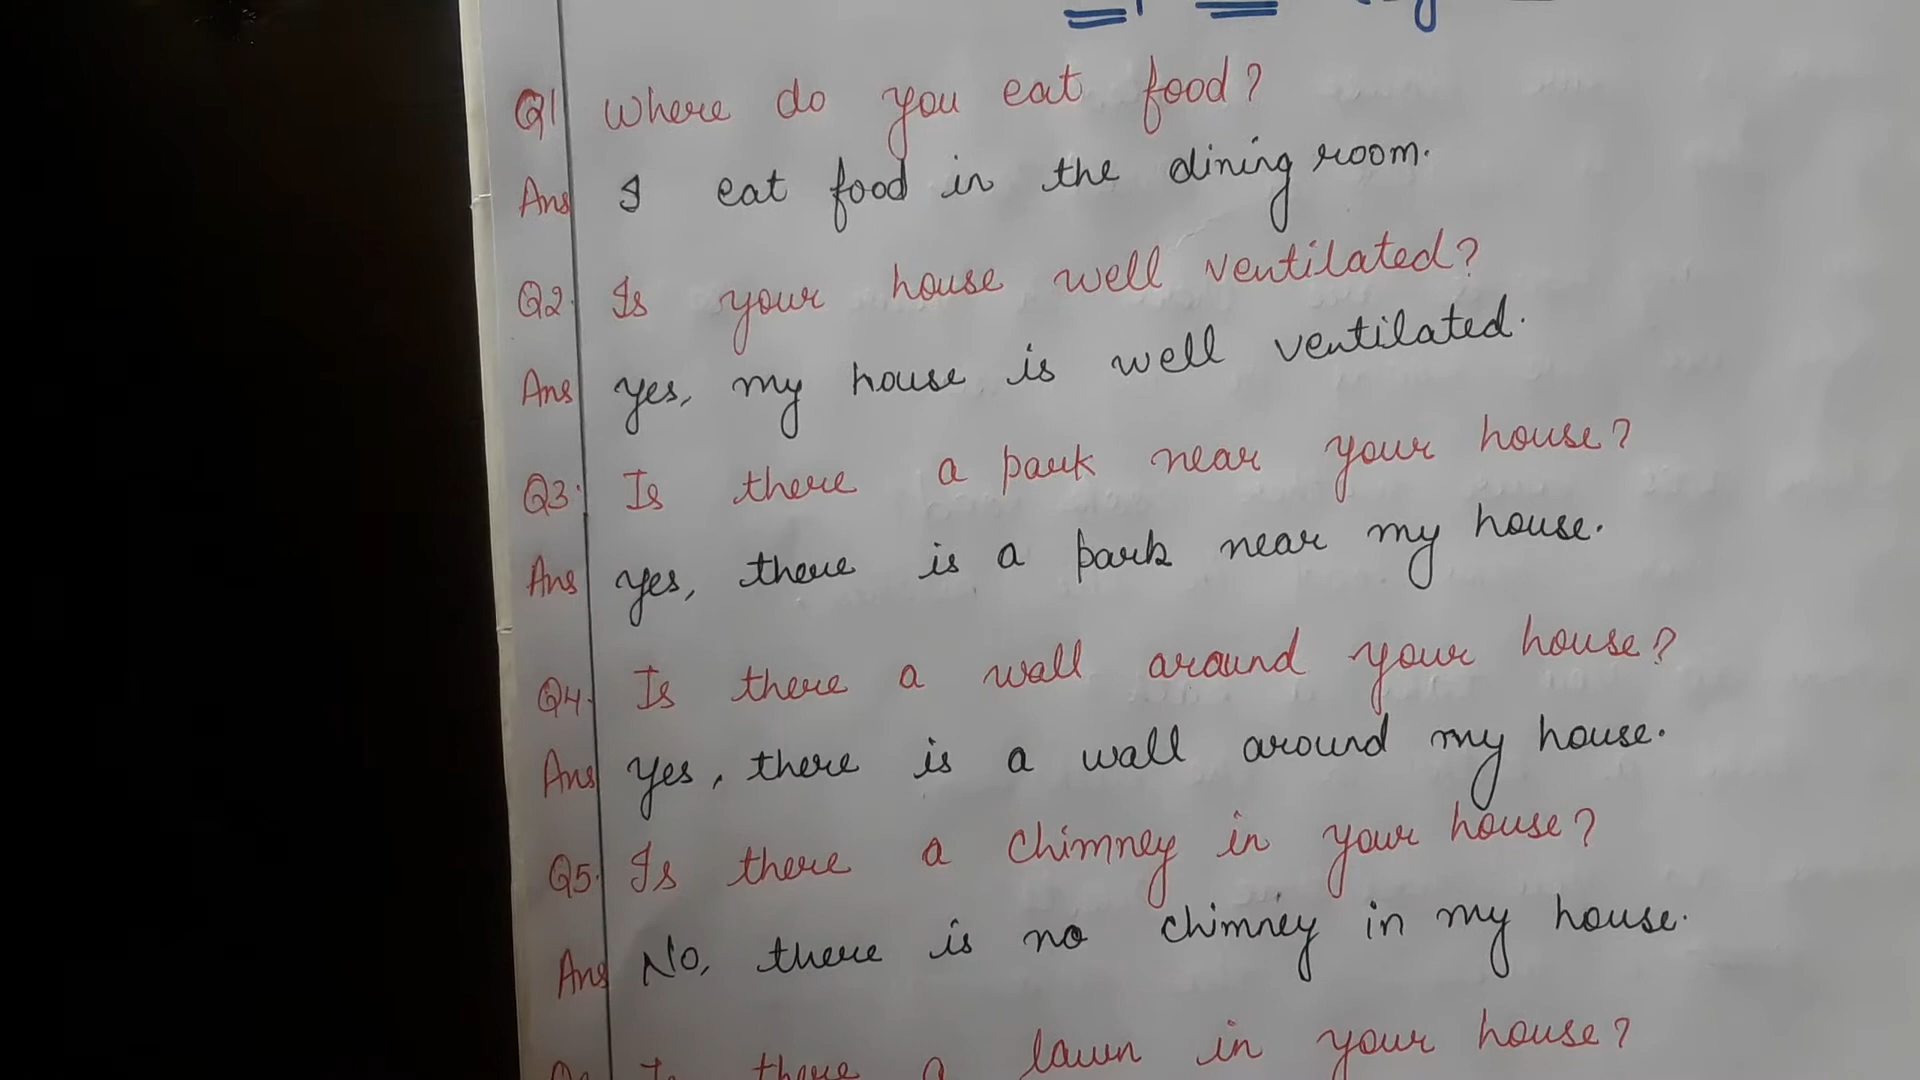 Q1 Where do you eat food?
Ans I eat food in the dining room.
Q2. Is your house well ventilated?
Ans yes, my house is well ventilated.
Q3. Is there a park near your house?
Ans yes, there is a park near my house.
Q4. Is there a wall around your house?
Ans yes, there is a wall around my house.
Q5. Is there a chimney in your house?
Ans No, there is no chimney in my house.
Is there a lawn in your house?